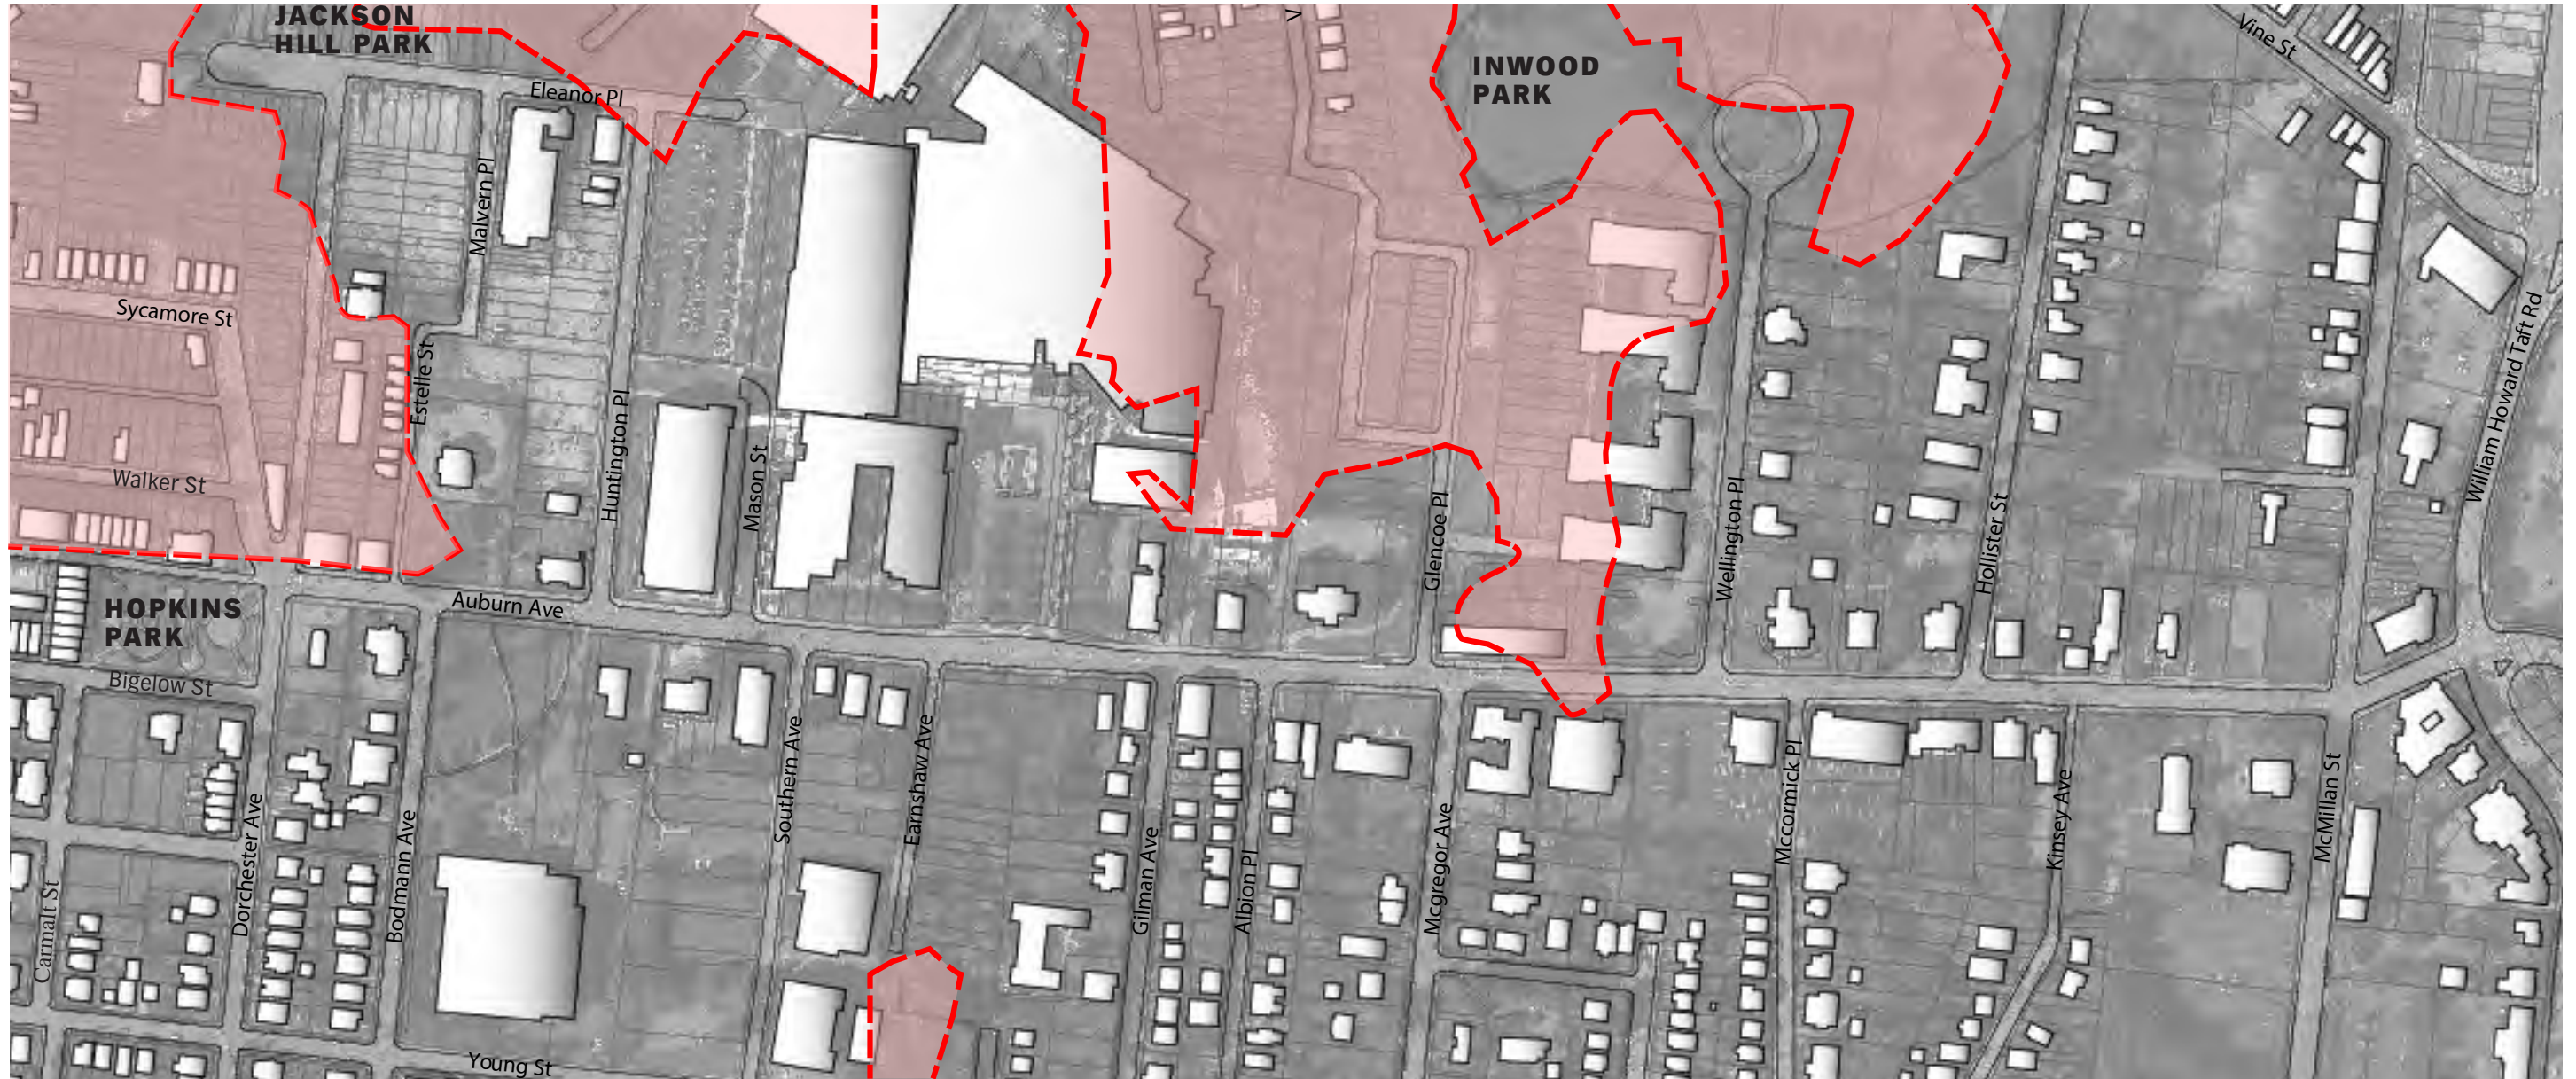 JACKSON
HILL PARK
V
Vine St
INWOOD
PARK
Eleanor Pl
Malvern Pl
Sycamore St
Estelle St
William Howard Taft Rd
Huntington Pl
Mason St
Walker St
Glencoe Pl
Wellington Pl
Hollister St
HOPKINS
PARK
Auburn Ave
Bigelow St
Southern Ave
Earnshaw Ave
Mccormick Pl
Kinsey Ave
McMillan St
Dorchester Ave
Bodmann Ave
Gilman Ave
Albion Pl
Mcgregor Ave
Carmalt St
Young St